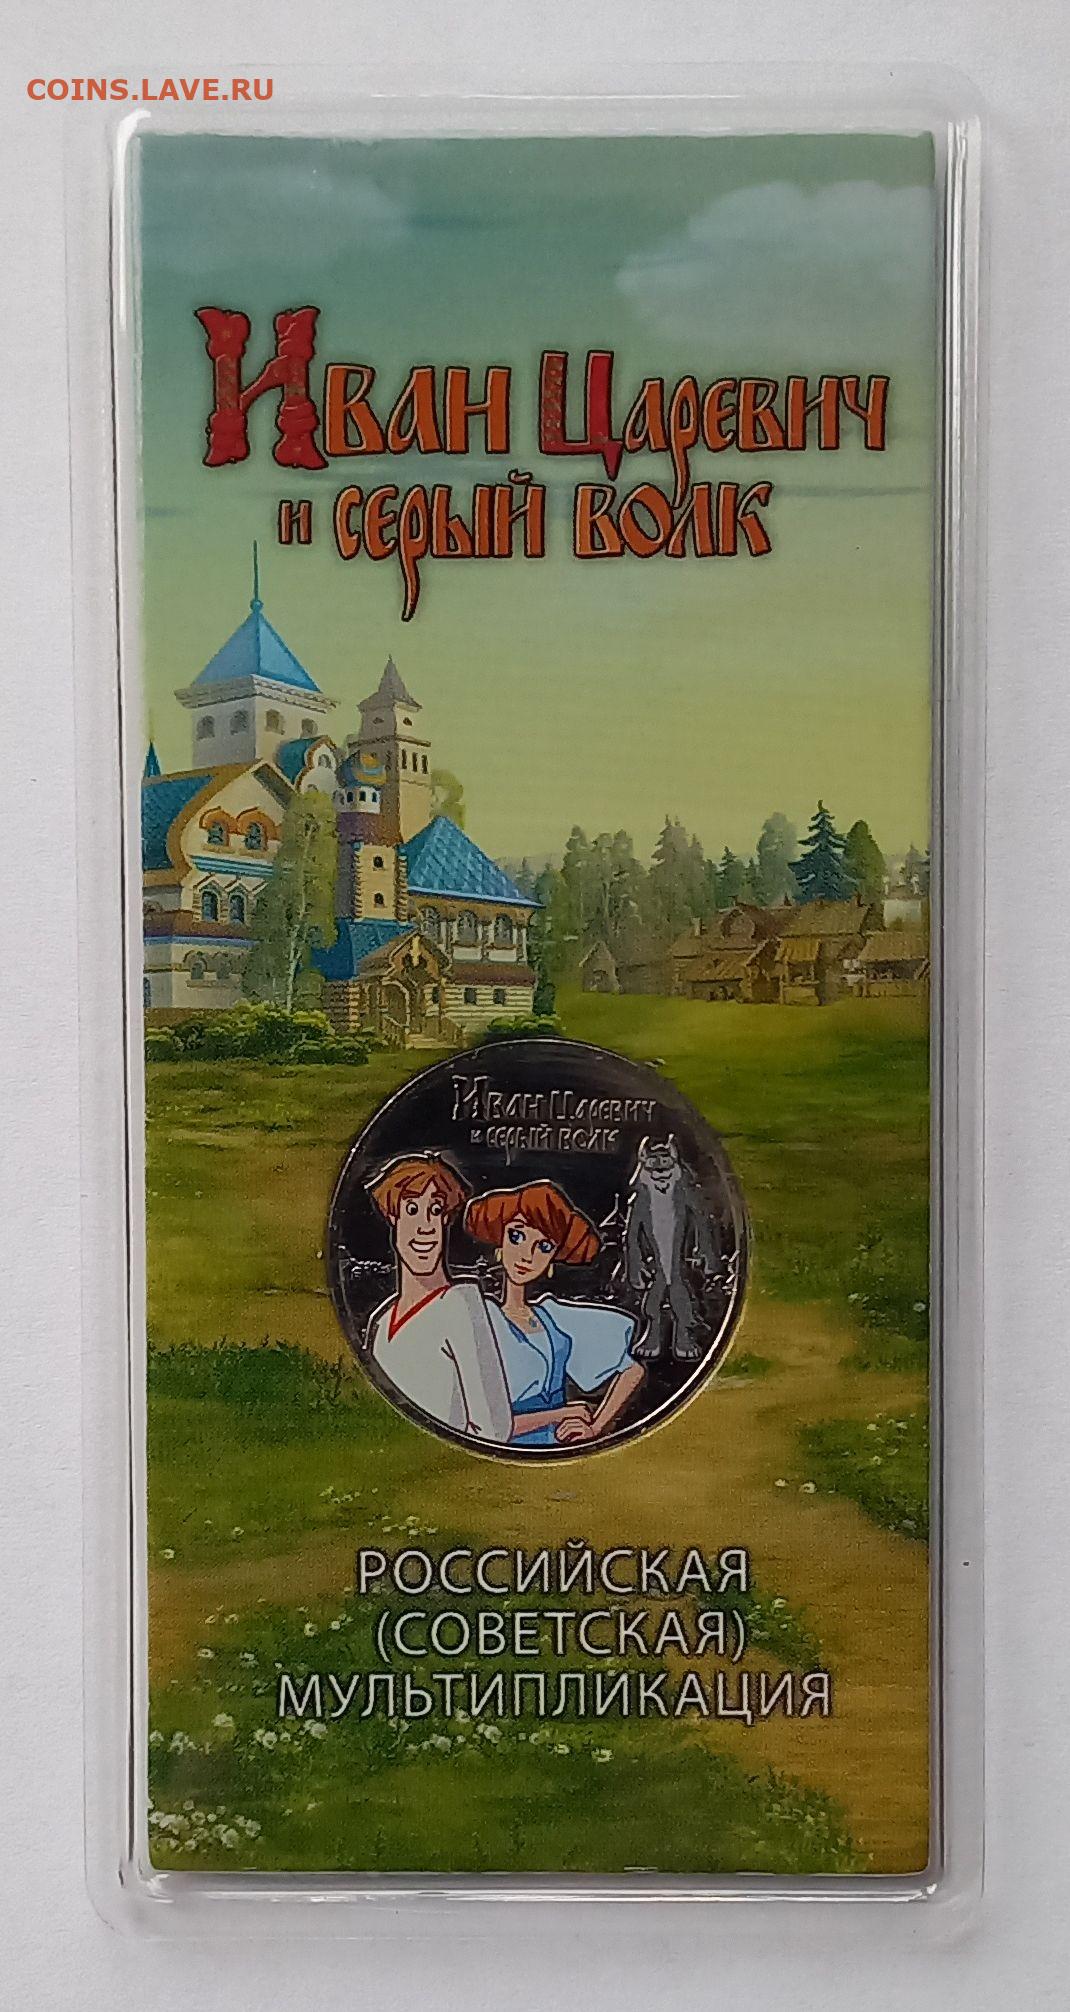 COINS.LAVE.RU
Иван Царевич
и серый волк
Иван Царевич
и серый волк
РОССИЙСКАЯ
(СОВЕТСКАЯ)
МУЛЬТИПЛИКАЦИЯ